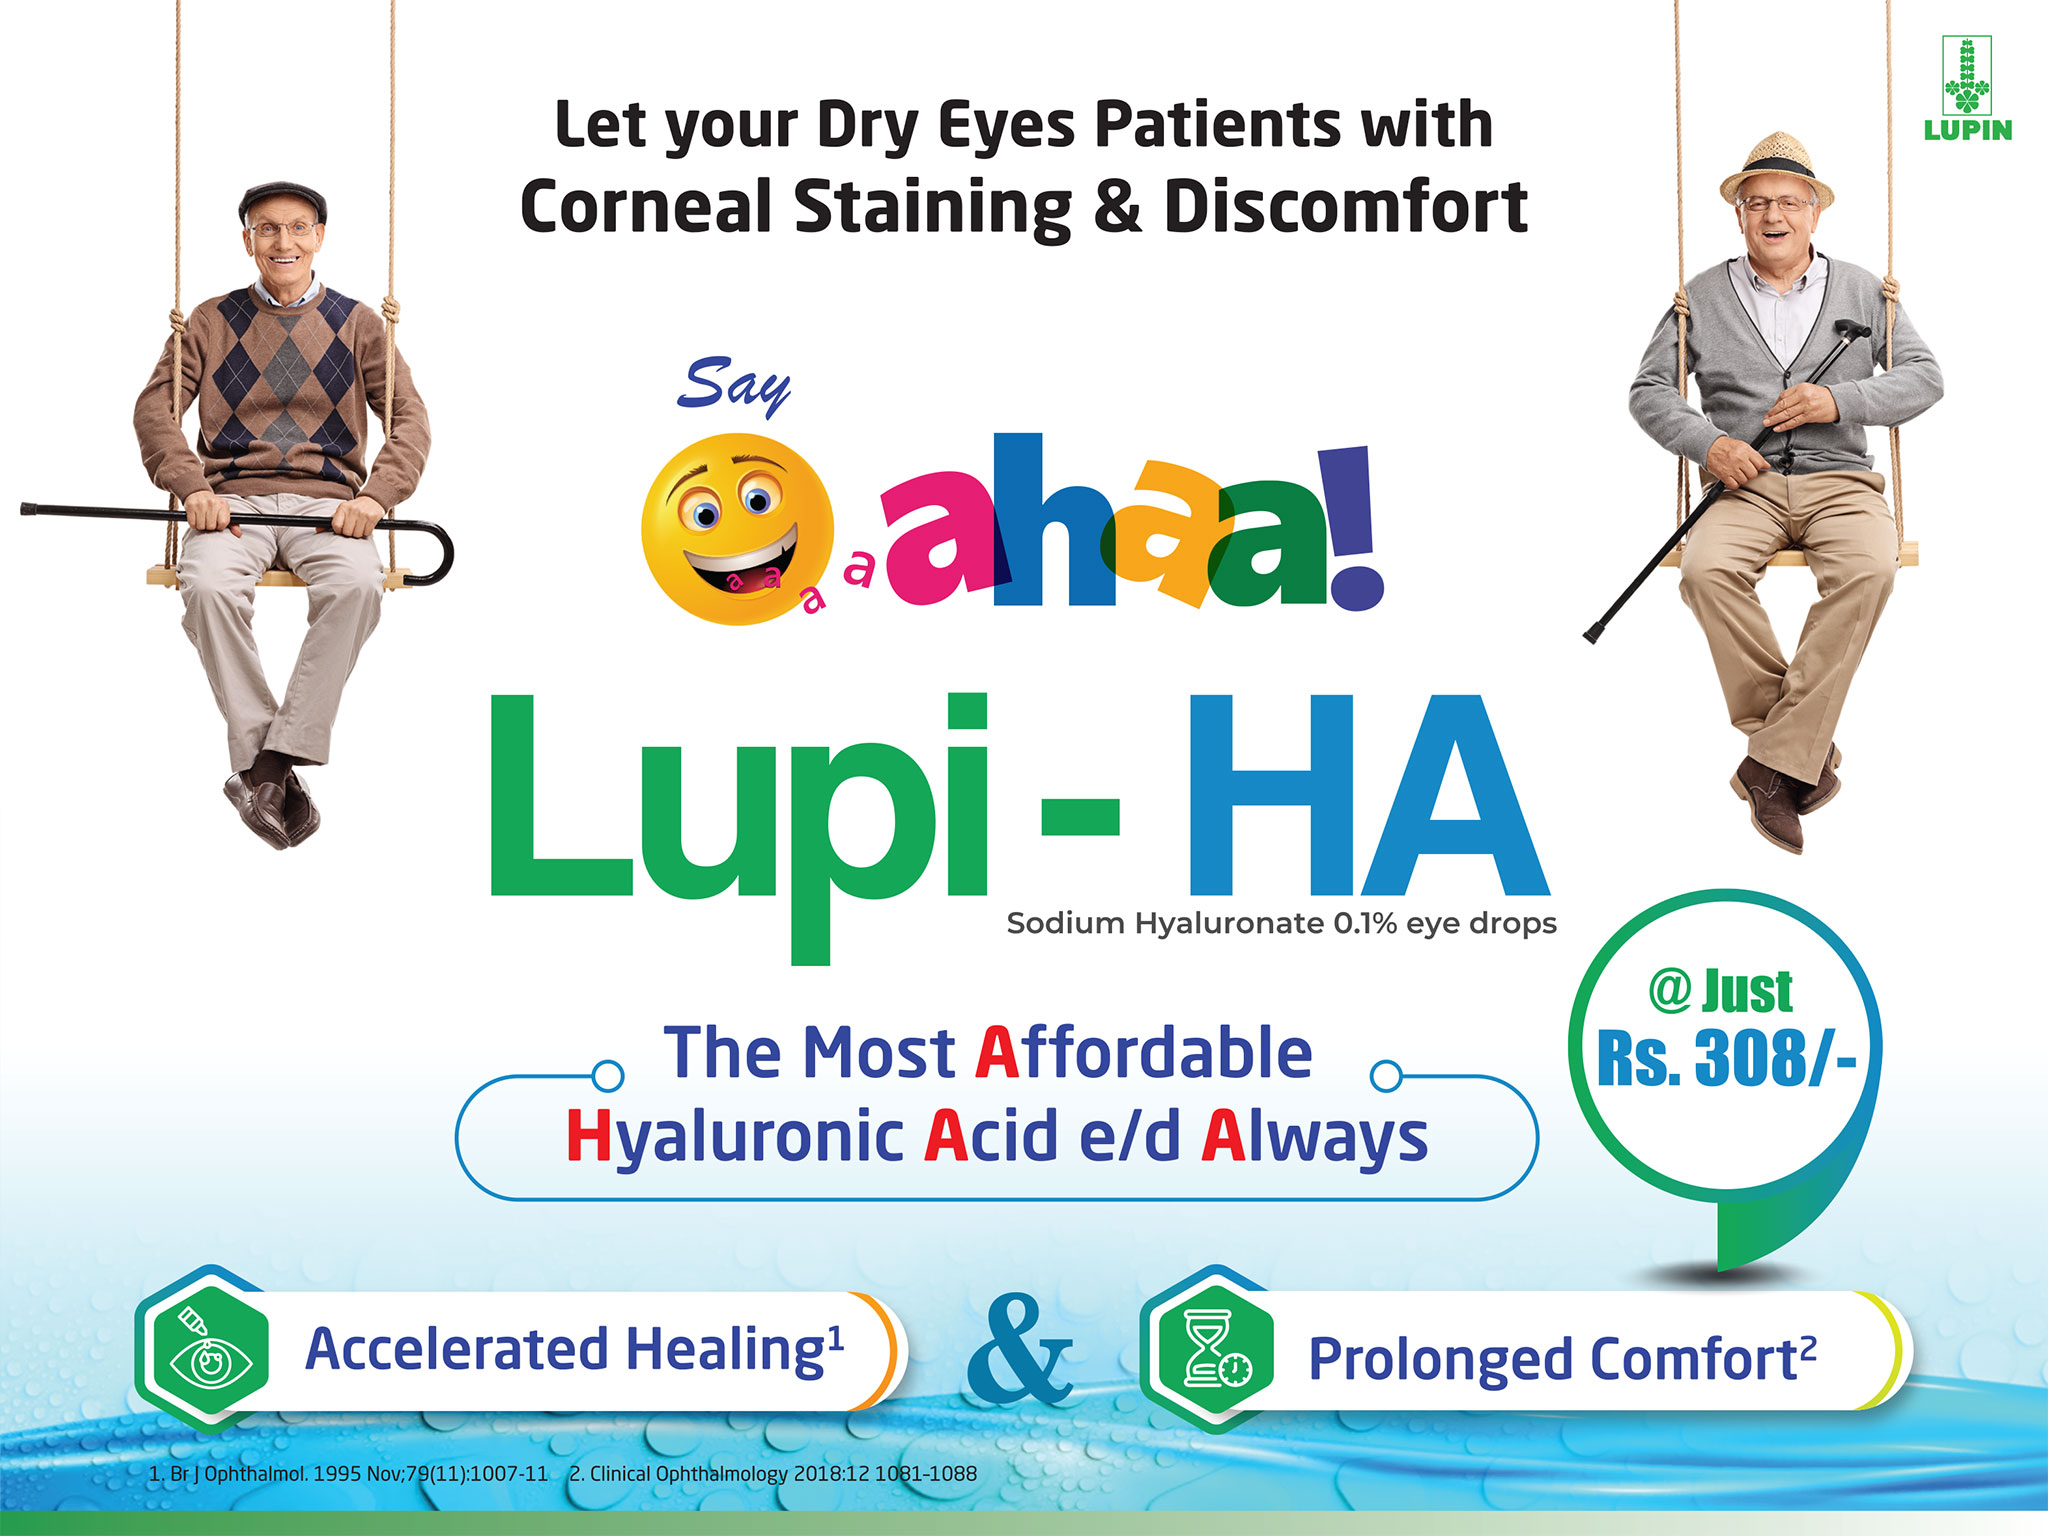 LUPIN
Let your Dry Eyes Patients with
Corneal Staining & Discomfort
Say
a a a a ahaa!
Lupi - HA
Sodium Hyaluronate 0.1% eye drops
@ Just
Rs. 308/-
The Most Affordable
Hyaluronic Acid e/d Always
Accelerated Healing¹
&
Prolonged Comfort²
1. Br J Ophthalmol. 1995 Nov;79(11):1007-11 2. Clinical Ophthalmology 2018:12 1081–1088